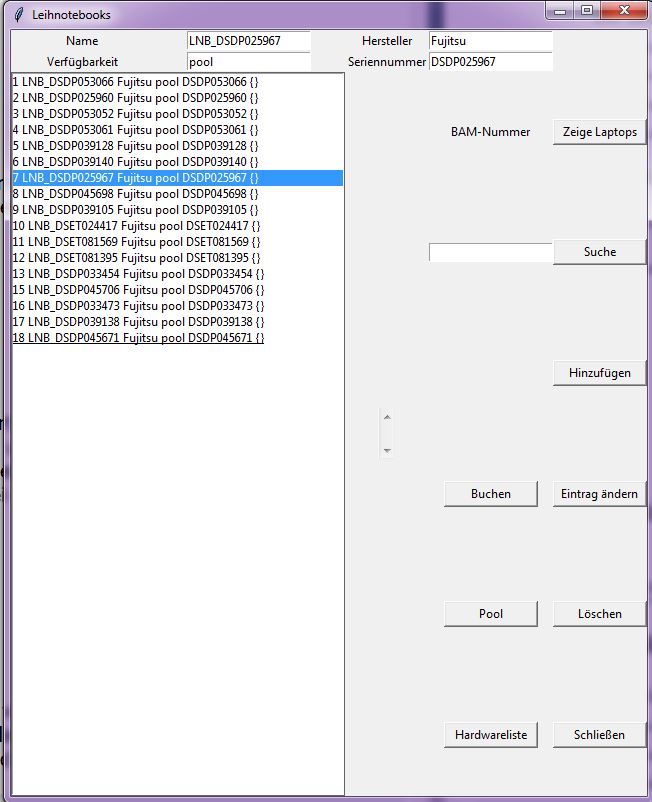 Leihnotebooks
Name LNB_DSDP025967 Hersteller Fujitsu
Verfügbarkeit pool Seriennummer DSDP025967
1 LNB_DSDP053066 Fujitsu pool DSDP053066 {}
2 LNB_DSDP025960 Fujitsu pool DSDP025960 {}
3 LNB_DSDP053052 Fujitsu pool DSDP053052 {}
4 LNB_DSDP053061 Fujitsu pool DSDP053061 {}
5 LNB_DSDP039128 Fujitsu pool DSDP039128 {}
6 LNB_DSDP039140 Fujitsu pool DSDP039140 {}
7 LNB_DSDP025967 Fujitsu pool DSDP025967 {}
8 LNB_DSDP045698 Fujitsu pool DSDP045698 {}
9 LNB_DSDP039105 Fujitsu pool DSDP039105 {}
10 LNB_DSET024417 Fujitsu pool DSET024417 {}
11 LNB_DSET081569 Fujitsu pool DSET081569 {}
12 LNB_DSET081395 Fujitsu pool DSET081395 {}
13 LNB_DSDP033454 Fujitsu pool DSDP033454 {}
15 LNB_DSDP045706 Fujitsu pool DSDP045706 {}
16 LNB_DSDP033473 Fujitsu pool DSDP033473 {}
17 LNB_DSDP039138 Fujitsu pool DSDP039138 {}
18 LNB_DSDP045671 Fujitsu pool DSDP045671 {}
BAM-Nummer Zeige Laptops
Suche
Hinzufügen
Buchen Eintrag ändern
Pool Löschen
Hardwareliste Schließen